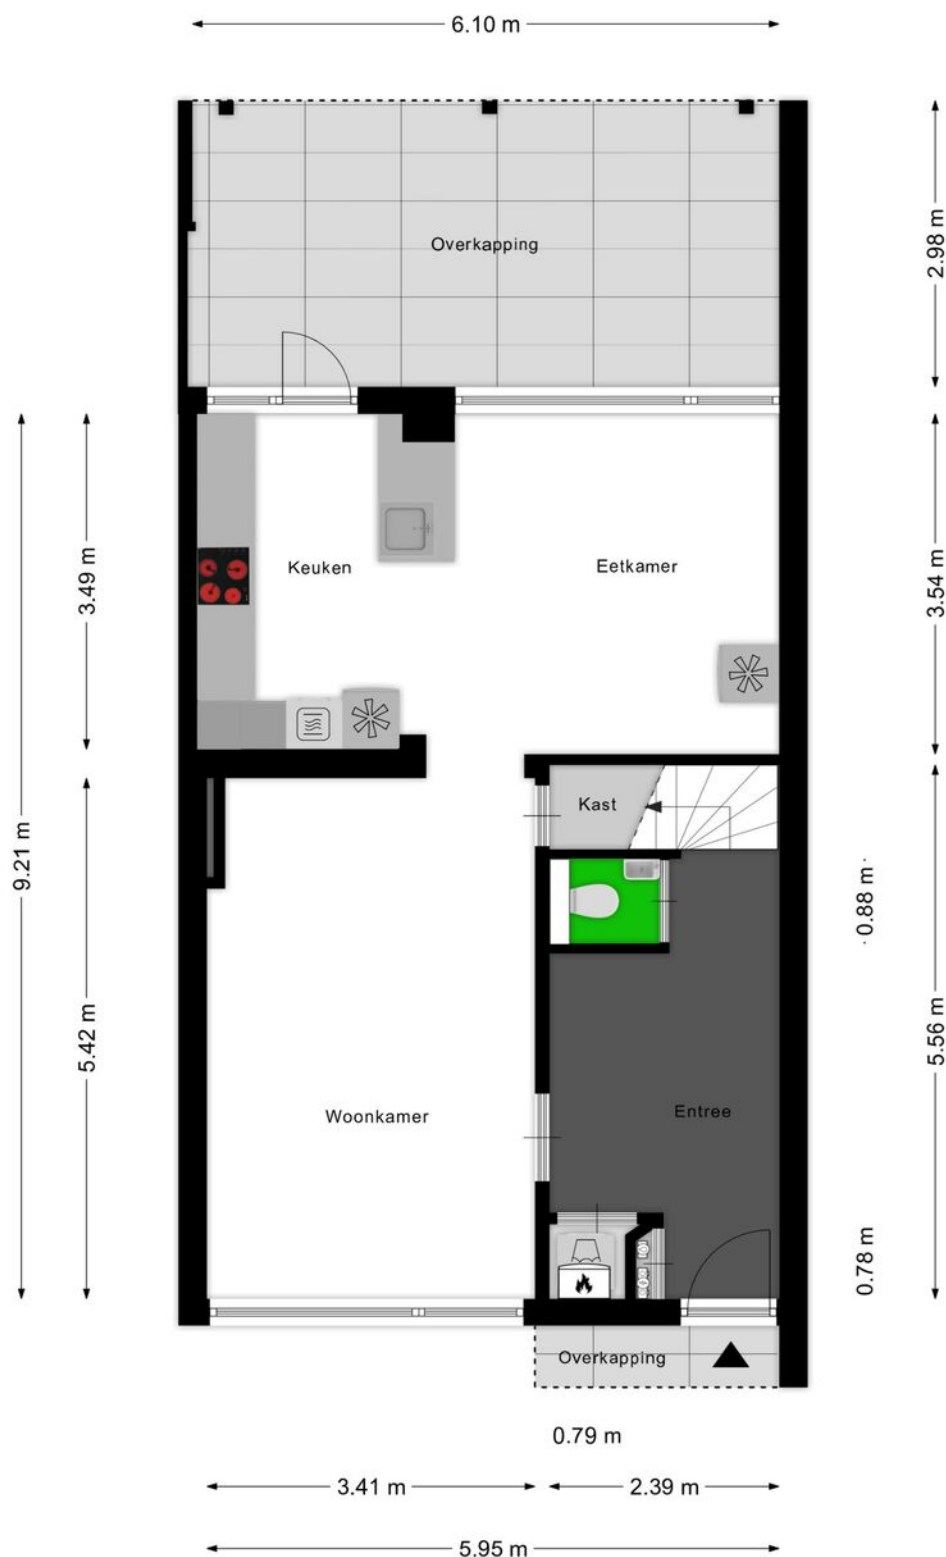 6.10 m
2.98 m
Overkapping
3.49 m
3.54 m
Keuken
Eetkamer
Kast
9.21 m
0.88 m
5.42 m
5.56 m
Woonkamer
Entree
0.78 m
Overkapping
0.79 m
3.41 m
2.39 m
5.95 m